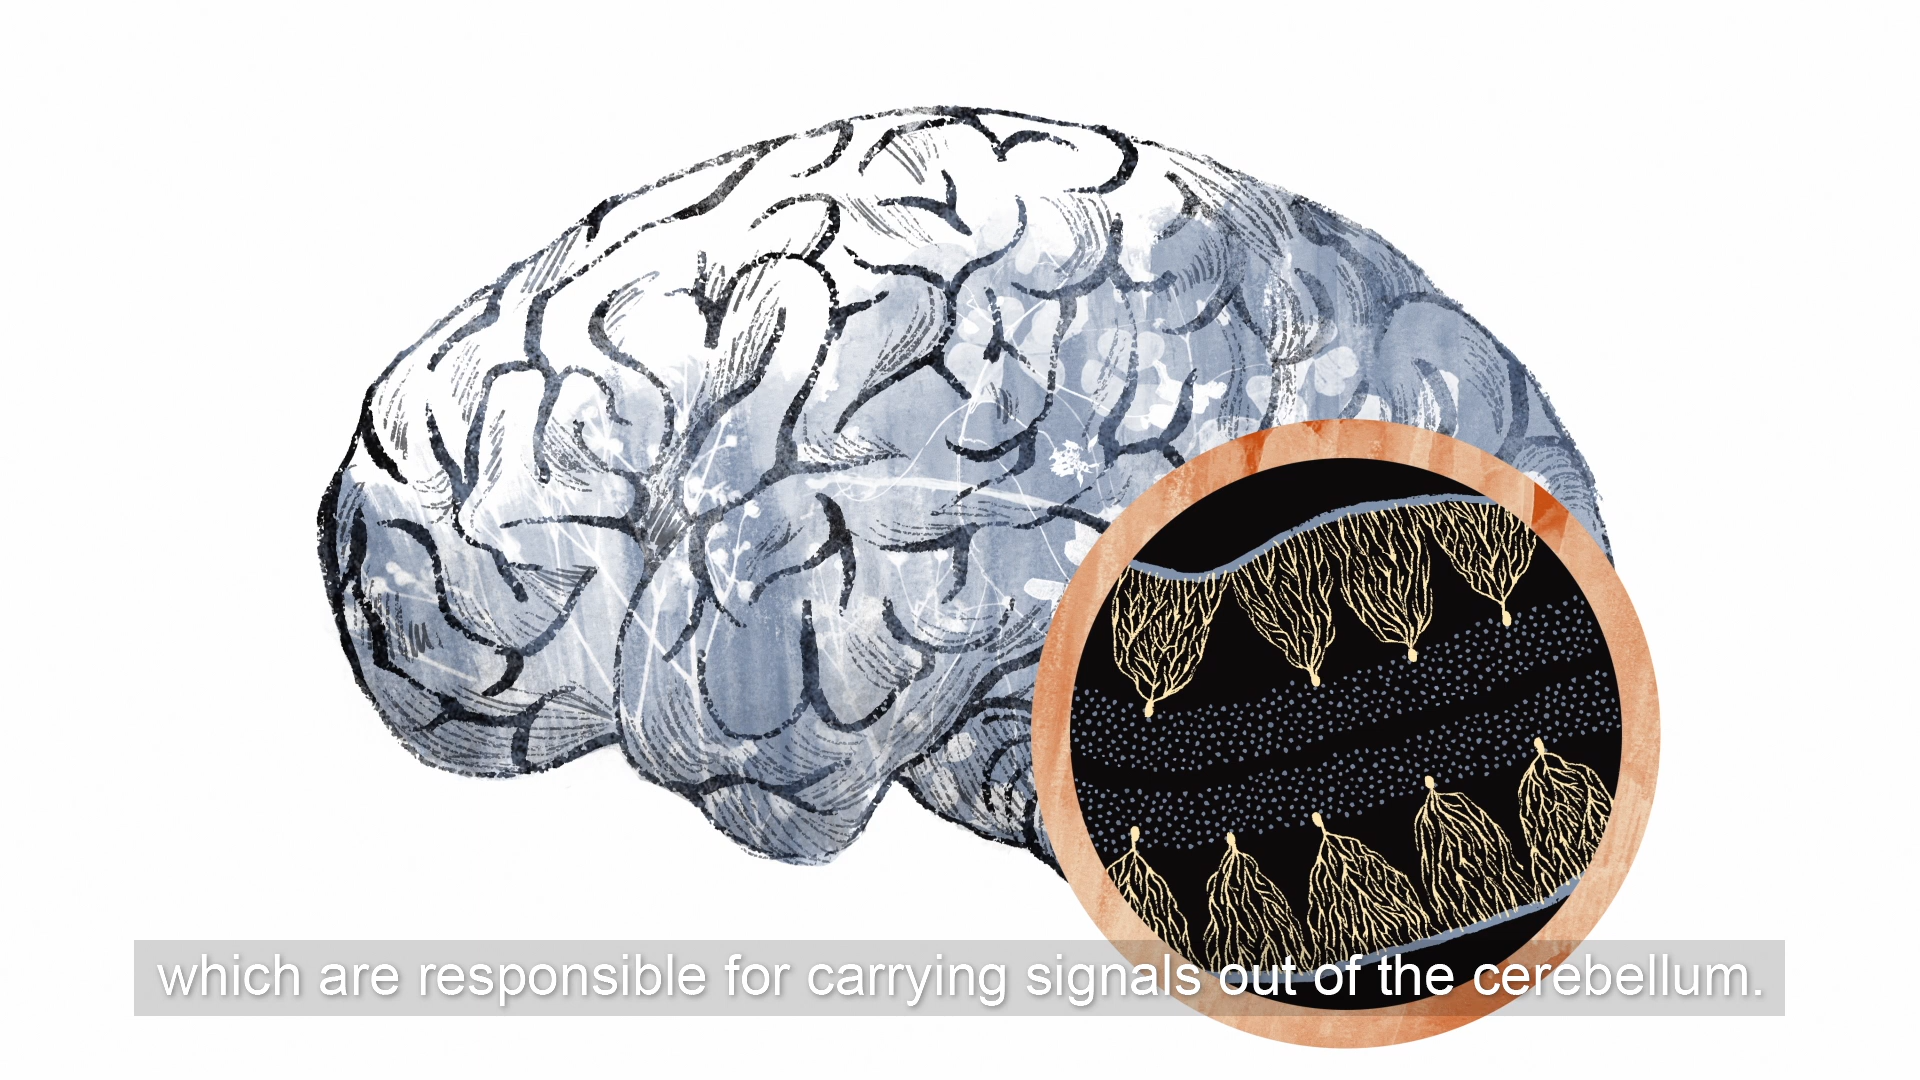 which are responsible for carrying signals out of the cerebellum.